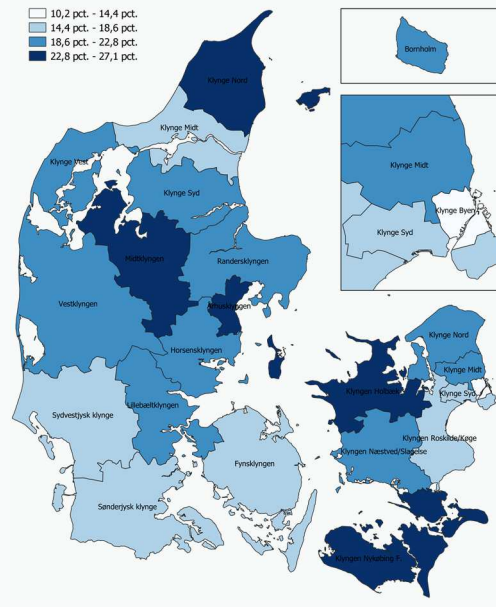 10,2 pct. - 14,4 pct.
14,4 pct. - 18,6 pct.
18,6 pct. - 22,8 pct.
22,8 pct. - 27,1 pct.
Bornholm
Klynge Nord
Klynge Midt
Klynge Vest
Klynge Midt
Klynge Syd
Klynge Byen
Klynge Syd
Midtklyngen
Randersklyngen
Århusklyngen
Vestklyngen
Horsensklyngen
Klynge Nord
Klynge Midt
Klyngen Holbæk
Klynge Syd
Lillebæltklyngen
Sydvestjysk klynge
Klyngen Roskilde/Køge
Klyngen Næstved/Slagelse
Fynsklyngen
Sønderjysk klynge
Klyngen Nykøbing F.